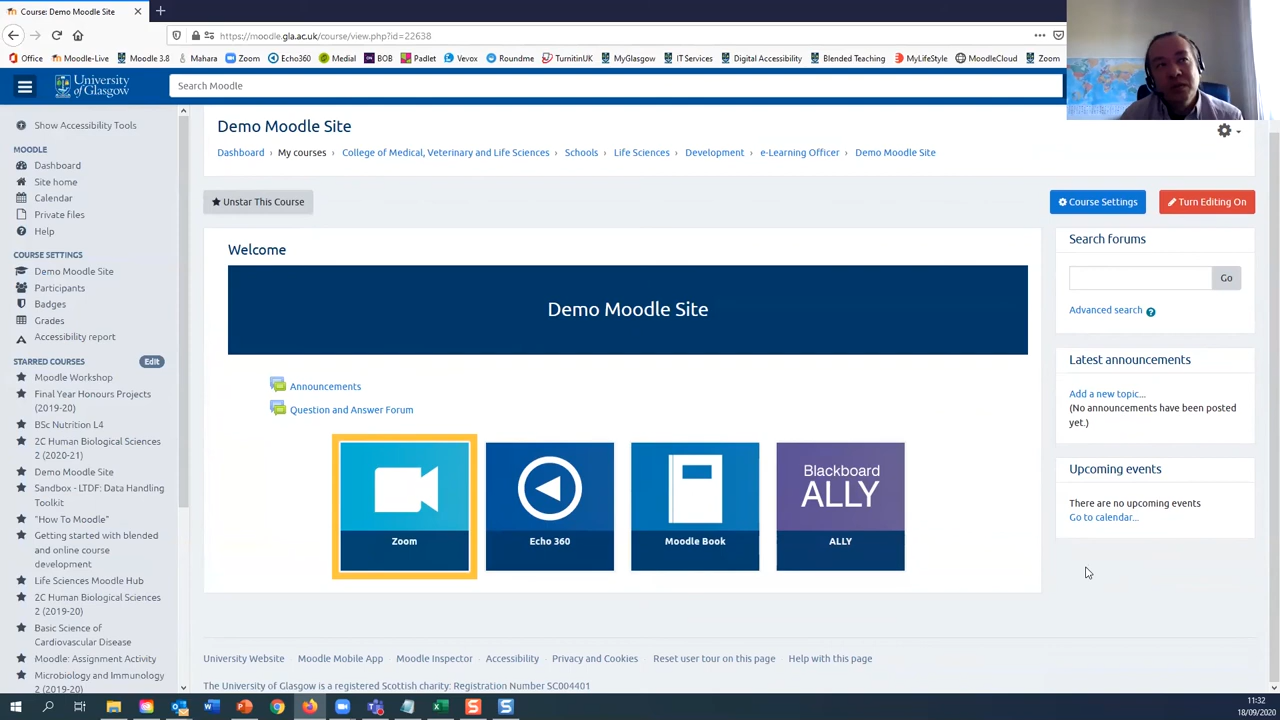 Course: Demo Moodle Site
https://moodle.gla.ac.uk/course/view.php?id=22638
Office Moodle-Live Moodle 3.8 Mahara Zoom Echo360 Medial BOB Padlet Vevox Roundme TurnitinUK MyGlasgow IT Services Digital Accessibility Blended Teaching MyLifeStyle MoodleCloud Zoom
University of Glasgow
Search Moodle
Show Accessibility Tools
MOODLE
Dashboard
Site home
Calendar
Private files
Help
COURSE SETTINGS
Demo Moodle Site
Participants
Badges
Grades
Accessibility report
STARRED COURSES Edit
Moodle Workshop
Final Year Honours Projects
(2019-20)
BSc Nutrition L4
2C Human Biological Sciences
2 (2020-21)
Demo Moodle Site
Sandbox - LTDF: Data Handling
Toolkit
"How To Moodle"
Getting started with blended
and online course
development
Life Sciences Moodle Hub
2C Human Biological Sciences
2 (2019-20)
Basic Science of
Cardiovascular Disease
Moodle: Assignment Activity
Microbiology and Immunology
2 (2019-20)
Demo Moodle Site
Dashboard My courses College of Medical, Veterinary and Life Sciences Schools Life Sciences Development e-Learning Officer Demo Moodle Site
Unstar This Course
Course Settings
Turn Editing On
Welcome
Demo Moodle Site
Announcements
Question and Answer Forum
Zoom
Echo 360
Moodle Book
Blackboard
ALLY
ALLY
Search forums
Go
Advanced search
Latest announcements
Add a new topic...
(No announcements have been posted
yet.)
Upcoming events
There are no upcoming events
Go to calendar...
University Website Moodle Mobile App Moodle Inspector Accessibility Privacy and Cookies Reset user tour on this page Help with this page
The University of Glasgow is a registered Scottish charity: Registration Number SC004401
11:32
18/09/2020